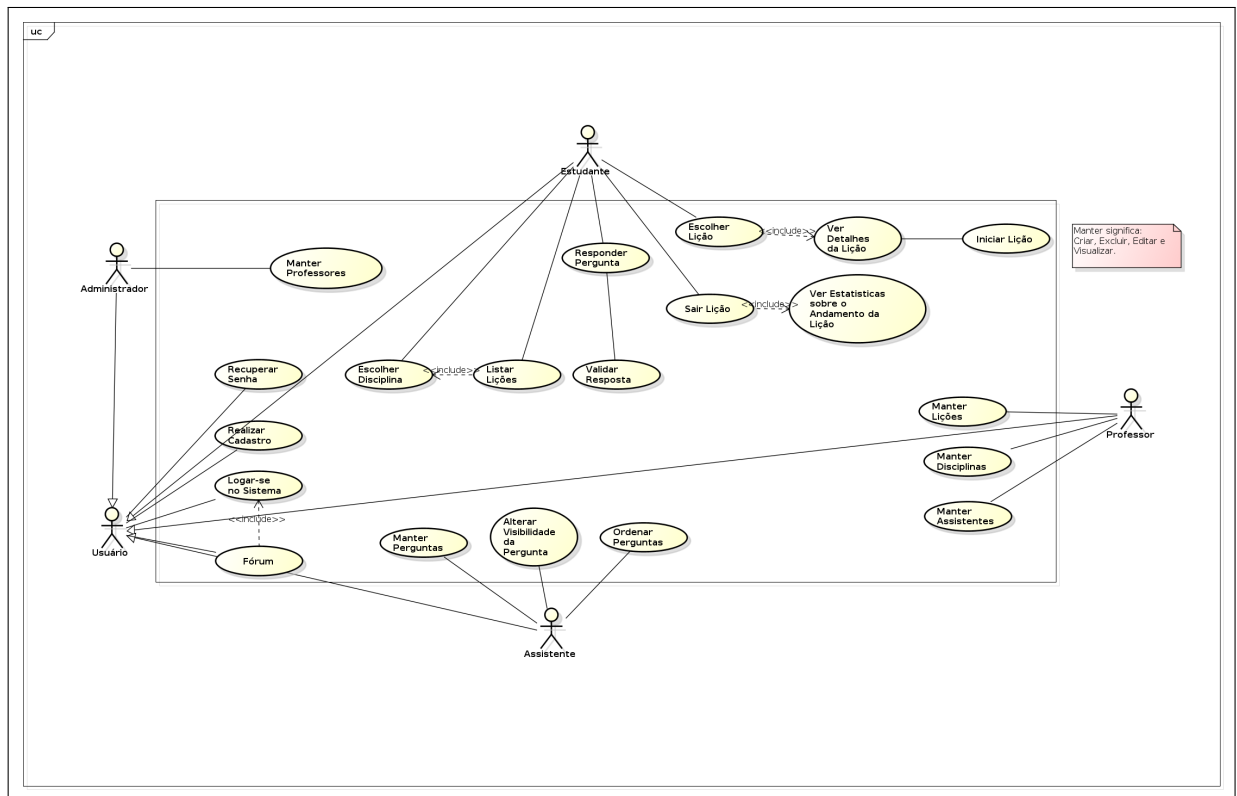 uc
Estudante
Escolher
Lição
<<include>>
Ver
Detalhes
da Lição
Iniciar Lição
Manter significa:
Criar, Excluir, Editar e
Visualizar.
Administrador
Manter
Professores
Responder
Pergunta
Sair Lição
<<include>>
Ver Estatisticas
sobre o
Andamento da
Lição
Recuperar
Senha
Escolher
Disciplina
<<include>>
Listar
Lições
Validar
Resposta
Manter
Lições
Professor
Realizar
Cadastro
Manter
Disciplinas
Logar-se
no Sistema
Manter
Assistentes
<<include>>
Usuário
Fórum
Manter
Perguntas
Alterar
Visibilidade
da
Pergunta
Ordenar
Perguntas
Assistente